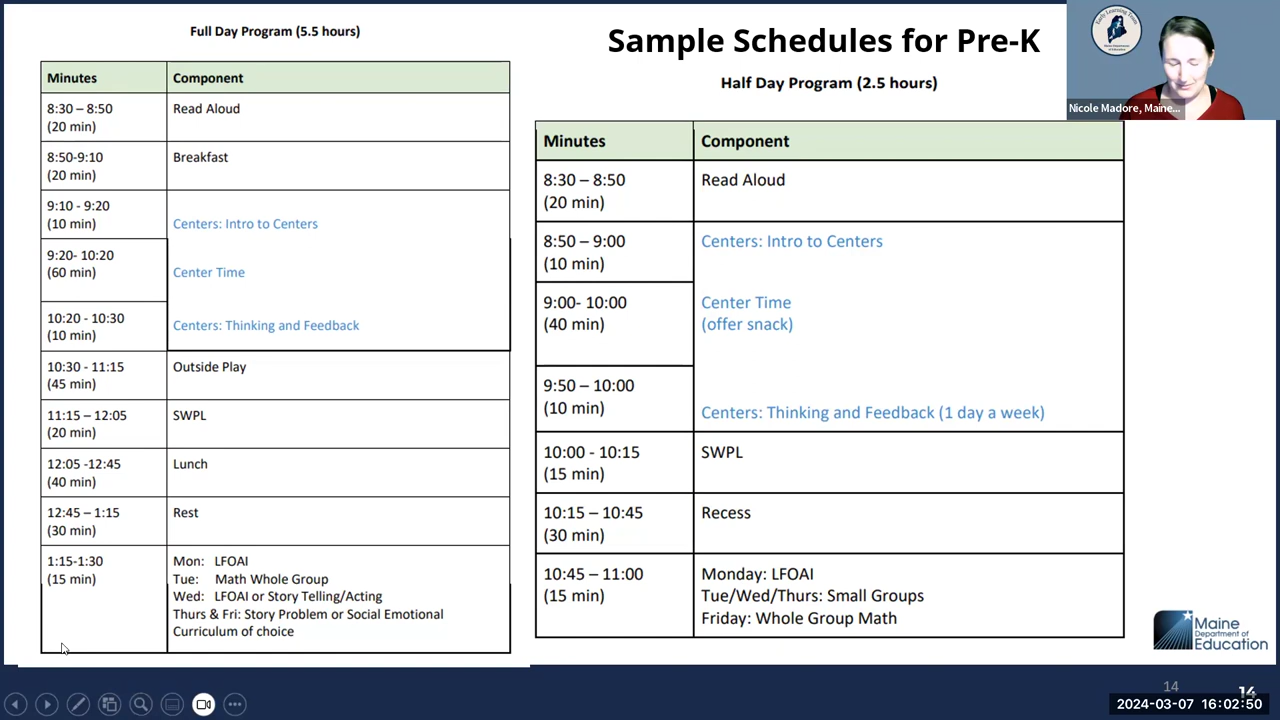 Full Day Program (5.5 hours)
Minutes Component
8:30 – 8:50 Read Aloud
(20 min)
8:50-9:10 Breakfast
(20 min)
9:10 - 9:20
(10 min) Centers: Intro to Centers
9:20- 10:20
(60 min) Center Time
10:20 - 10:30 Centers: Thinking and Feedback
(10 min)
10:30 - 11:15 Outside Play
(45 min)
11:15 – 12:05 SWPL
(20 min)
12:05 -12:45 Lunch
(40 min)
12:45 – 1:15 Rest
(30 min)
1:15-1:30 Mon: LFOAI
(15 min) Tue: Math Whole Group
Wed: LFOAI or Story Telling/Acting
Thurs & Fri: Story Problem or Social Emotional
Curriculum of choice
Sample Schedules for Pre-K
Half Day Program (2.5 hours)
Minutes Component
8:30 – 8:50 Read Aloud
(20 min)
8:50 – 9:00 Centers: Intro to Centers
(10 min)
9:00- 10:00 Center Time
(40 min) (offer snack)
9:50 – 10:00
(10 min) Centers: Thinking and Feedback (1 day a week)
10:00 - 10:15 SWPL
(15 min)
10:15 – 10:45 Recess
(30 min)
10:45 – 11:00 Monday: LFOAI
(15 min) Tue/Wed/Thurs: Small Groups
Friday: Whole Group Math
Early Learning Team
Maine Department
of Education
Nicole Madore, Maine...
Maine
Department of
Education
14
14
2024-03-07 16:02:50